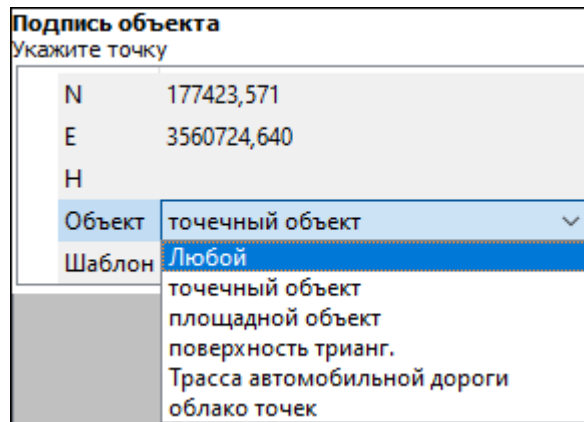 Подпись объекта
Укажите точку
N 177423,571
E 3560724,640
H
Объект точечный объект
Шаблон Любой
точечный объект
площадной объект
поверхность трианг.
Трасса автомобильной дороги
облако точек